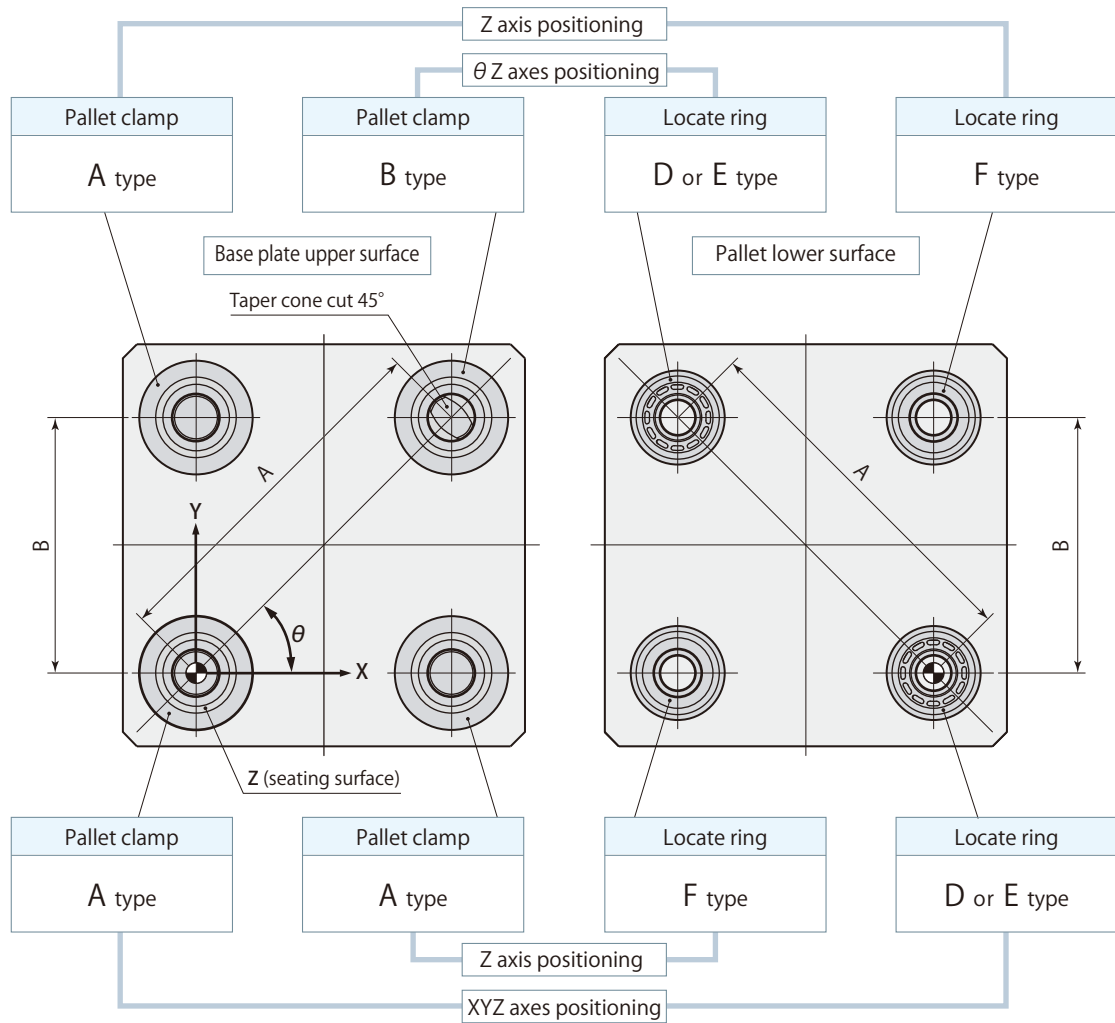 Z axis positioning
θ Z axes positioning
Pallet clamp
A type
Pallet clamp
B type
Locate ring
D or E type
Locate ring
F type
Base plate upper surface
Pallet lower surface
Taper cone cut 45°
A
A
B
Y
B
θ
X
Z (seating surface)
Pallet clamp
A type
Pallet clamp
A type
Locate ring
F type
Locate ring
D or E type
Z axis positioning
XYZ axes positioning